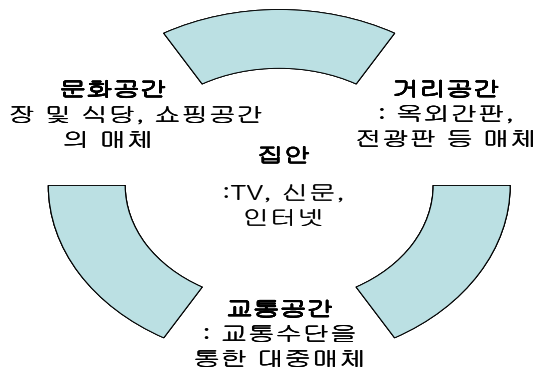 문화공간
장 및 식당, 쇼핑공간
의 매체
거리공간
: 옥외간판,
전광판 등 매체
집안
:TV, 신문,
인터넷
교통공간
: 교통수단을
통한 대중매체